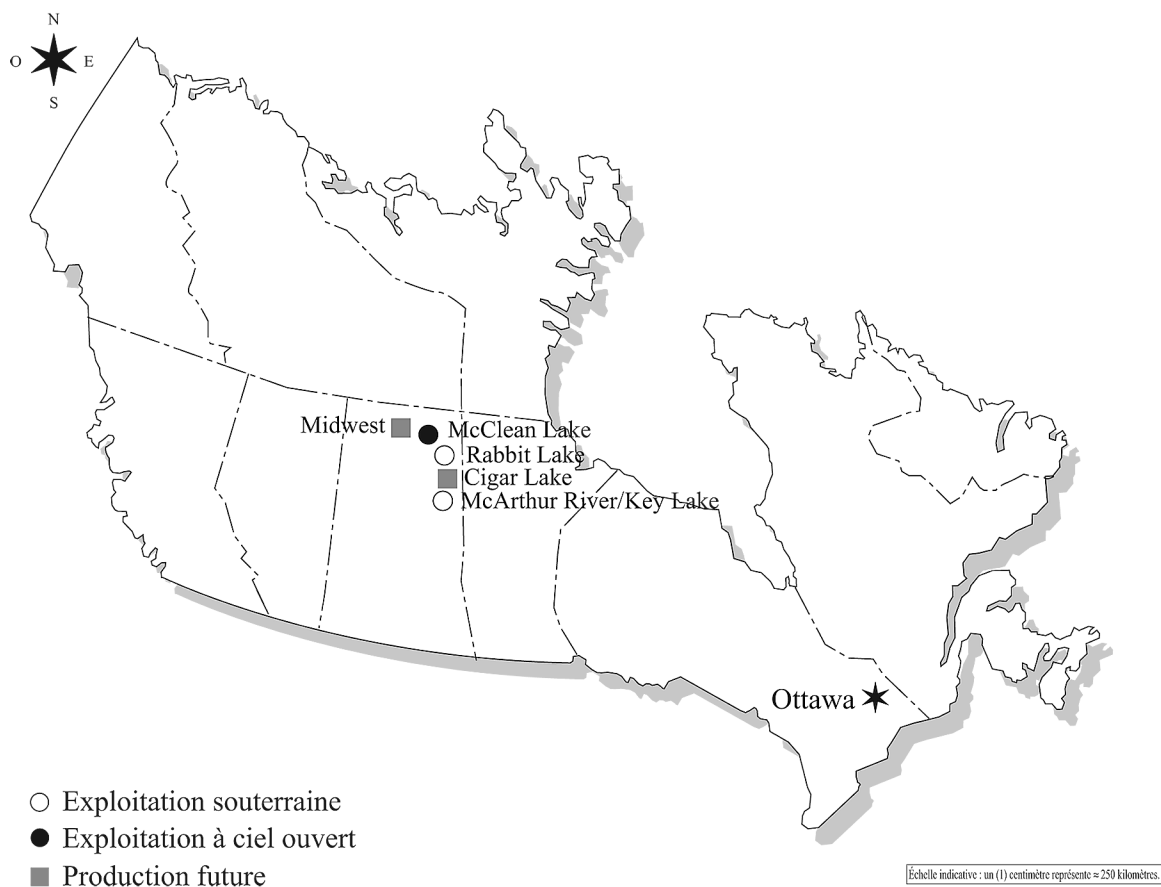 N
O
E
S
Midwest
McClean Lake
Rabbit Lake
Cigar Lake
McArthur River/Key Lake
Ottawa
Exploitation souterraine
Exploitation à ciel ouvert
Production future
Échelle indicative : un (1) centimètre représente ≈ 250 kilomètres.